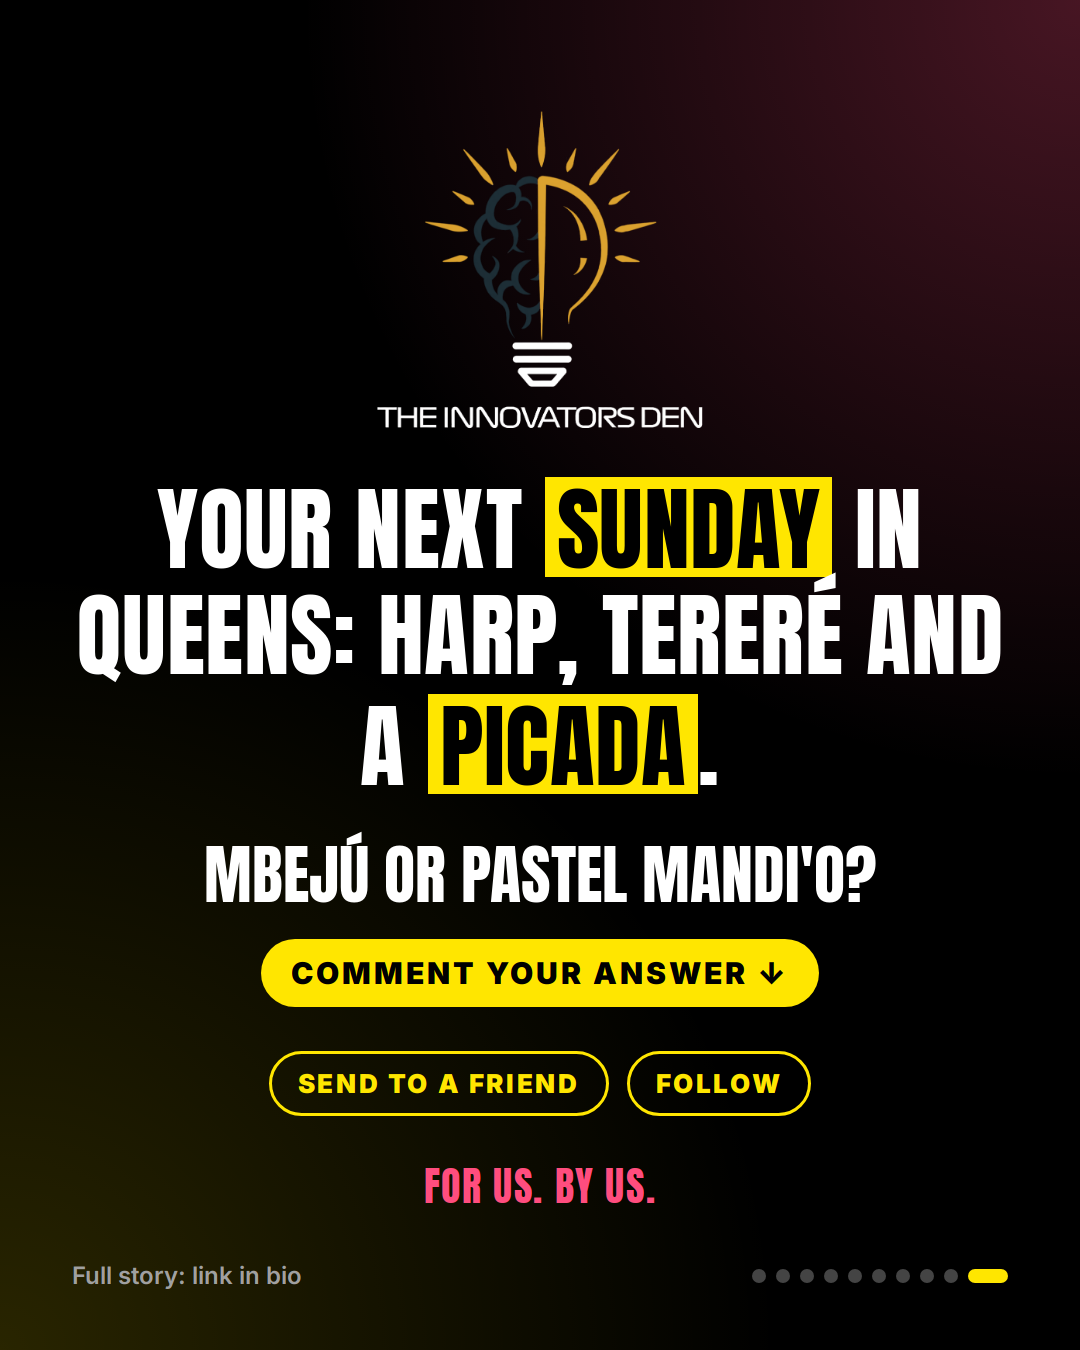 THE INNOVATORS DEN
YOUR NEXT SUNDAY IN
QUEENS: HARP, TERERÉ AND
A PICADA.
MBEJÚ OR PASTEL MANDI'O?
COMMENT YOUR ANSWER ↓
SEND TO A FRIEND
FOLLOW
FOR US. BY US.
Full story: link in bio